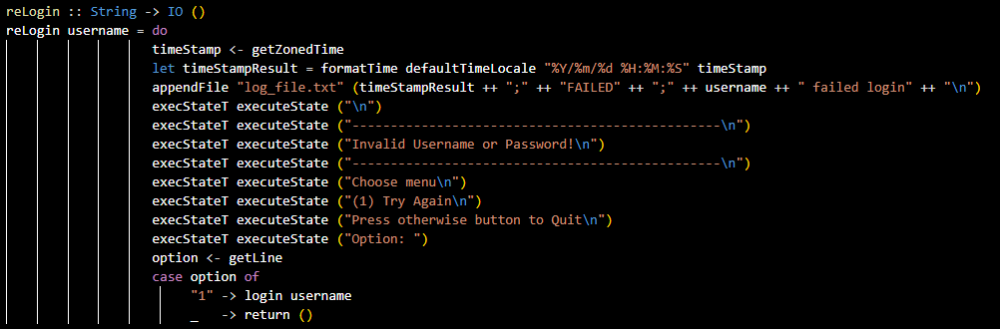 reLogin :: String -> IO ()
reLogin username = do
timeStamp <- getZonedTime
let timeStampResult = formatTime defaultTimeLocale "%Y/%m/%d %H:%M:%S" timeStamp
appendFile "log_file.txt" (timeStampResult ++ ";" ++ "FAILED" ++ ";" ++ username ++ " failed login" ++ "\n")
execStateT executeState ("\n")
execStateT executeState ("-----------------------------------------------\n")
execStateT executeState ("Invalid Username or Password!\n")
execStateT executeState ("-----------------------------------------------\n")
execStateT executeState ("Choose menu\n")
execStateT executeState ("(1) Try Again\n")
execStateT executeState ("Press otherwise button to Quit\n")
execStateT executeState ("Option: ")
option <- getLine
case option of
"1" -> login username
_ -> return ()